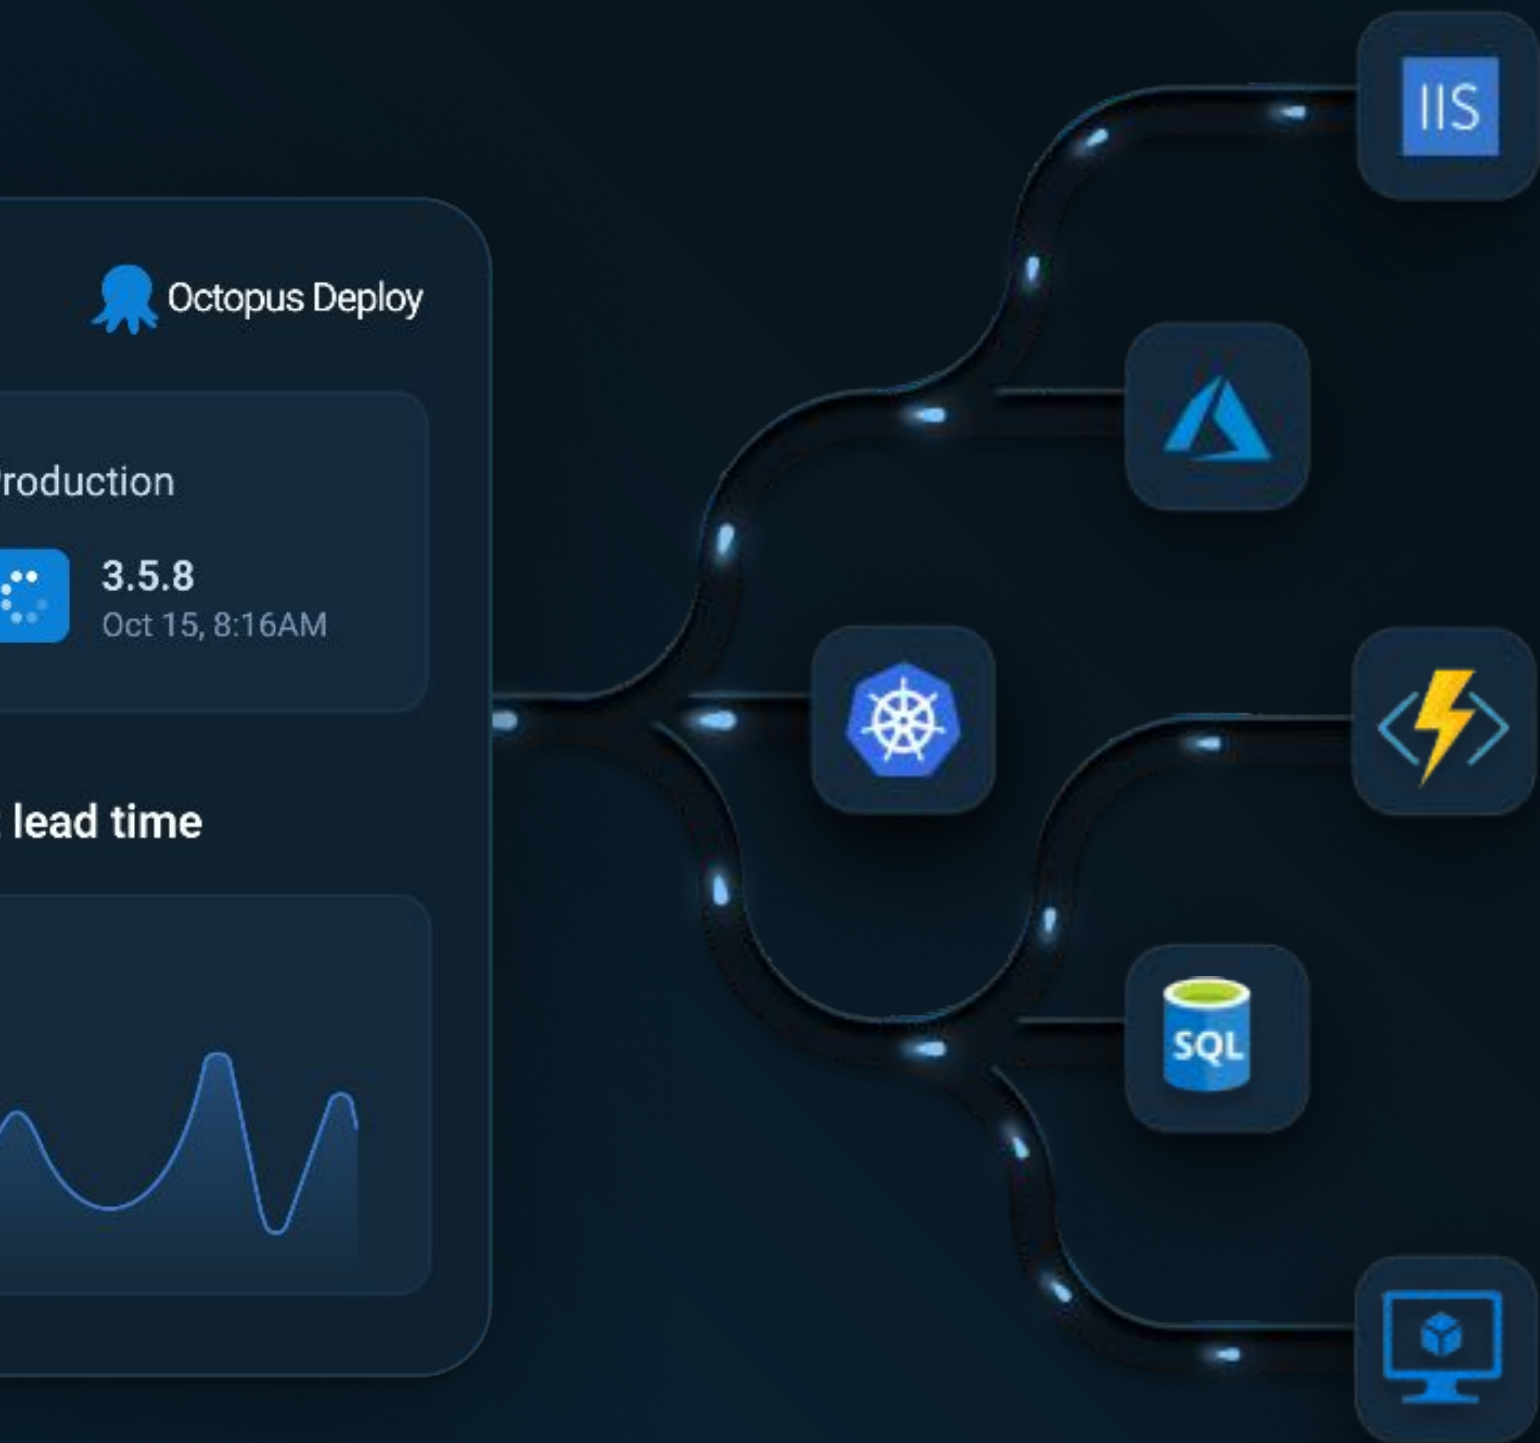 IIS
Octopus Deploy
roduction
3.5.8
Oct 15, 8:16AM
lead time
SQL